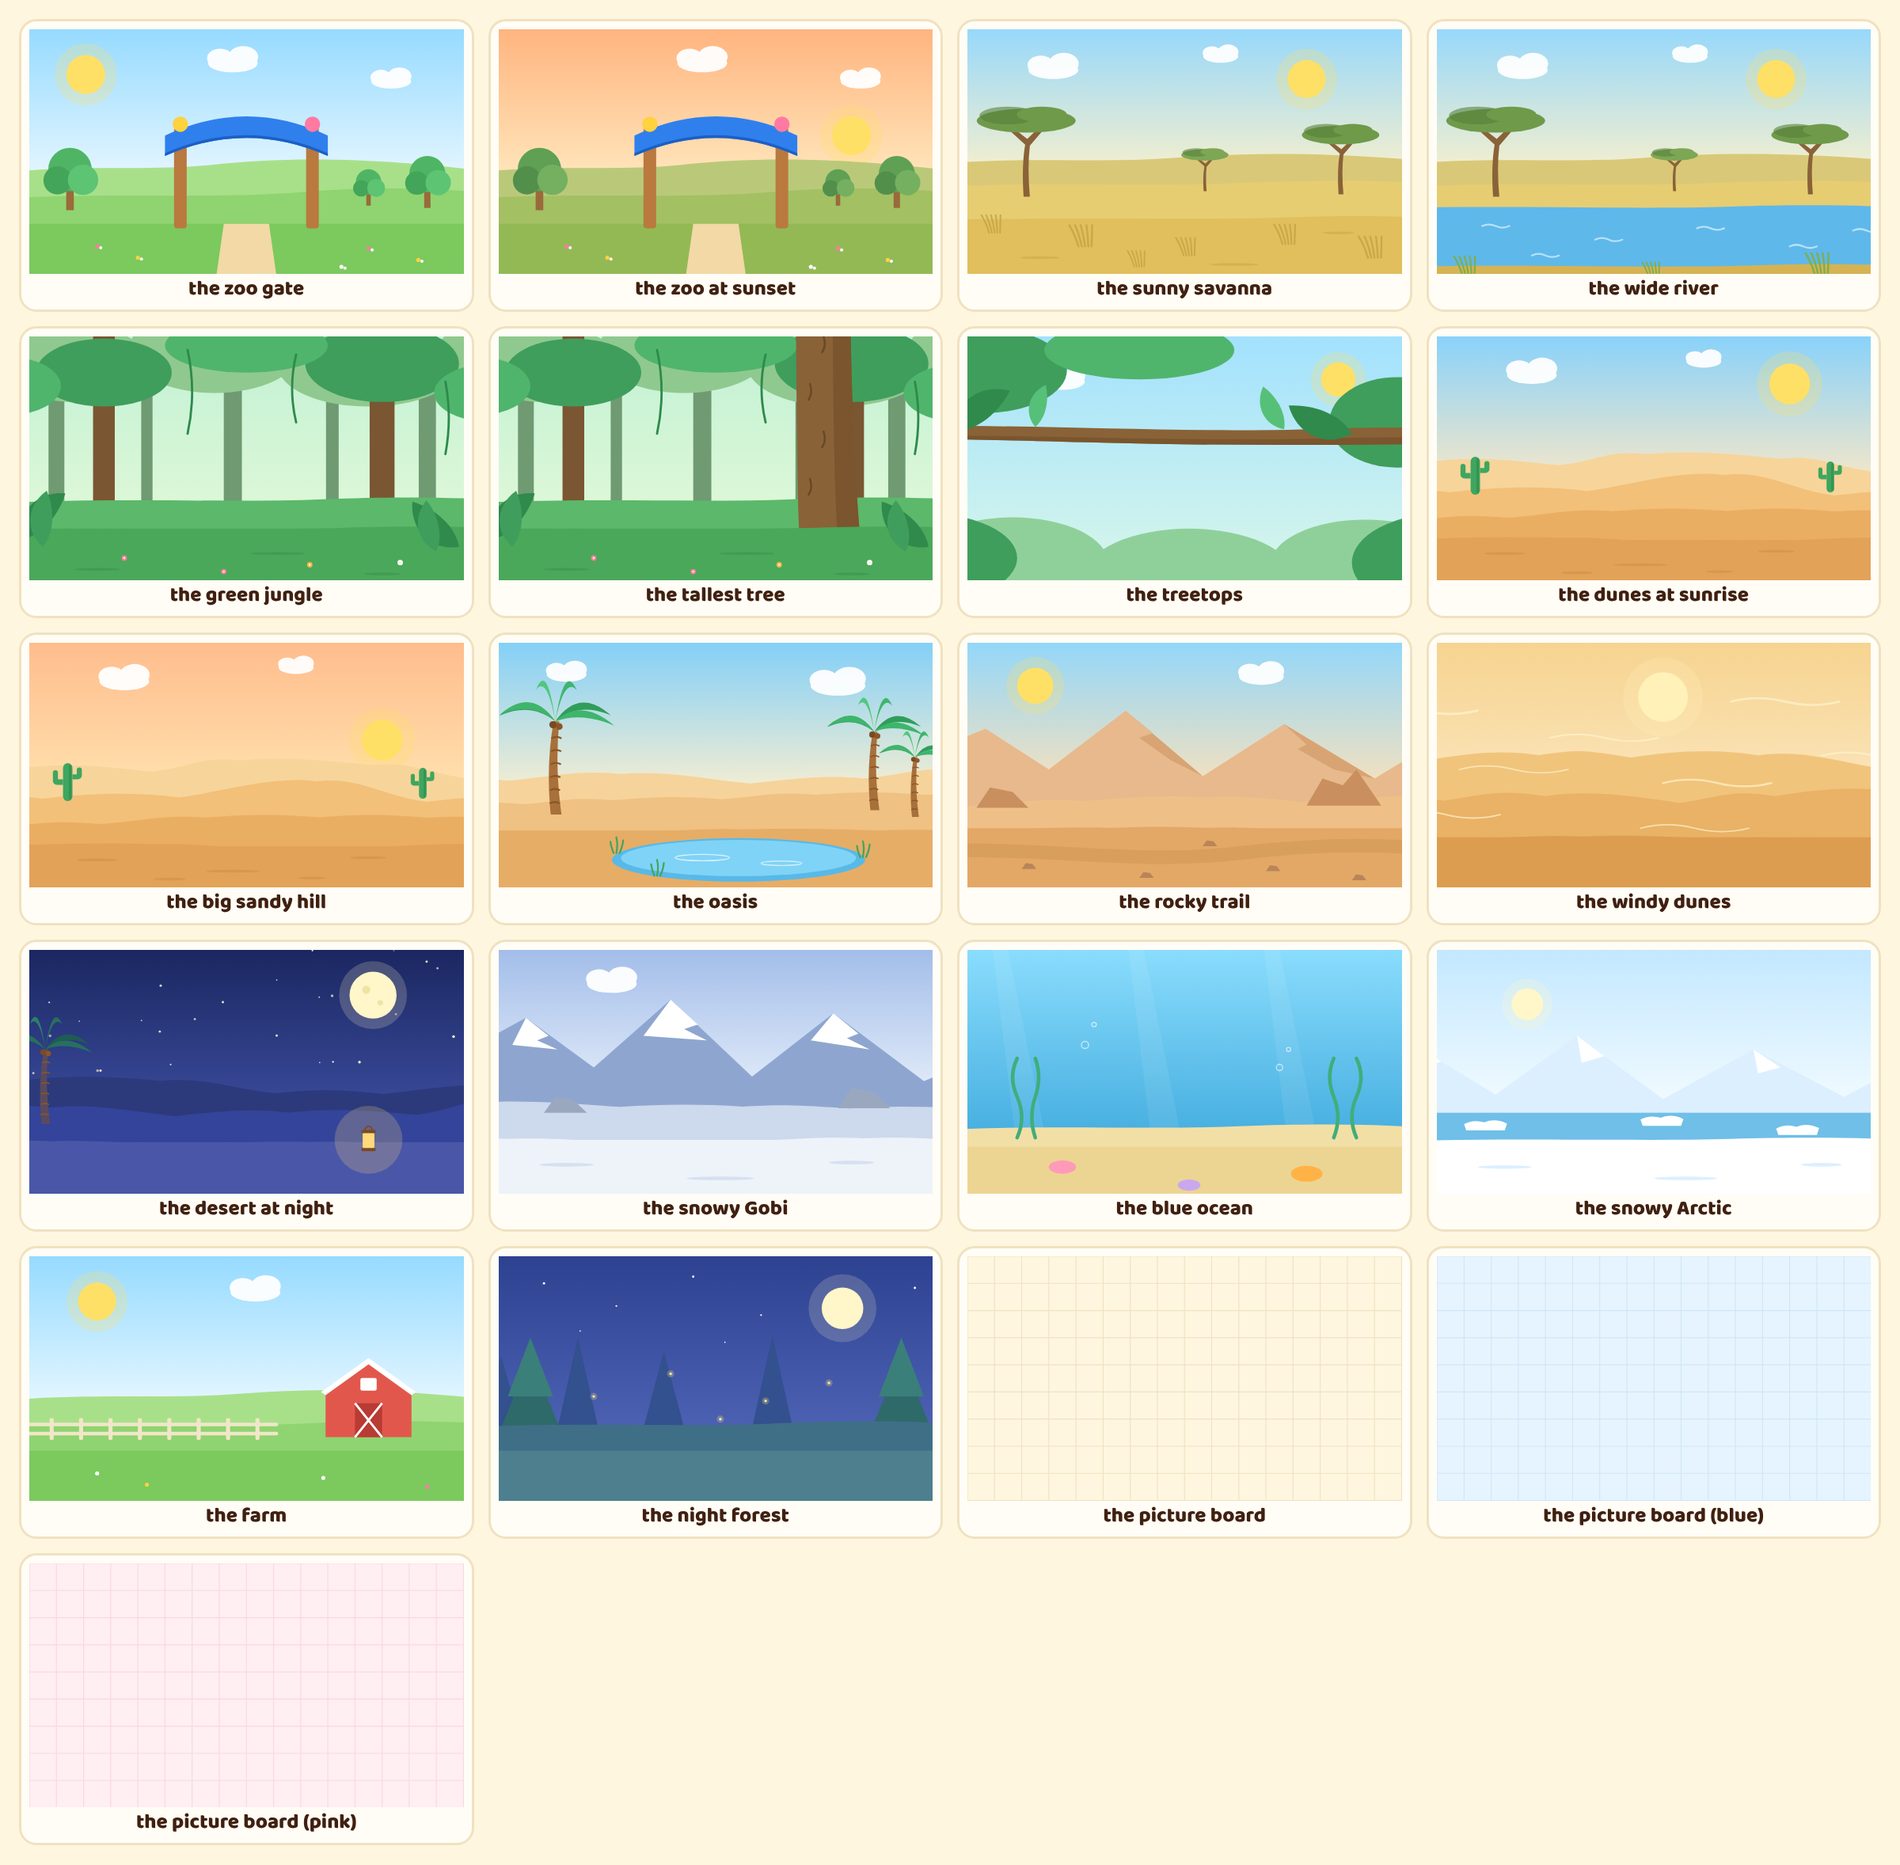 the zoo gate
the zoo at sunset
the sunny savanna
the wide river
the green jungle
the tallest tree
the treetops
the dunes at sunrise
the big sandy hill
the oasis
the rocky trail
the windy dunes
the desert at night
the snowy Gobi
the blue ocean
the snowy Arctic
the farm
the night forest
the picture board
the picture board (blue)
the picture board (pink)